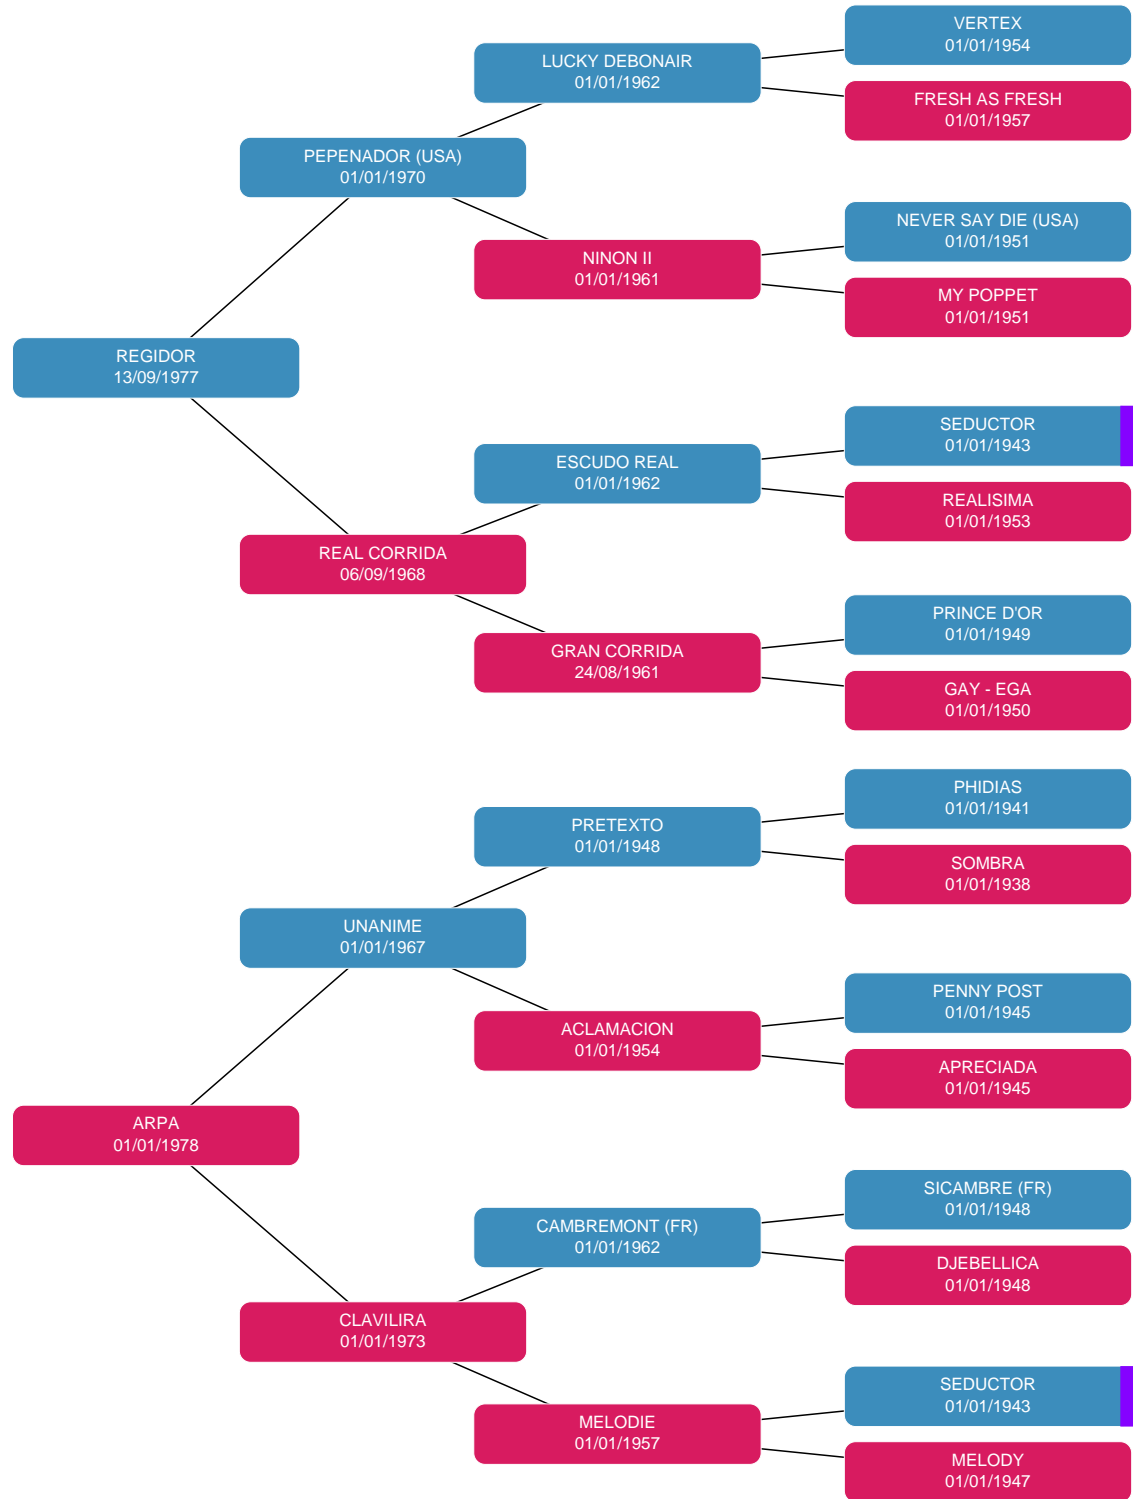 VERTEX
01/01/1954
LUCKY DEBONAIR
01/01/1962
FRESH AS FRESH
01/01/1957
PEPENADOR (USA)
01/01/1970
NEVER SAY DIE (USA)
01/01/1951
NINON II
01/01/1961
MY POPPET
01/01/1951
REGIDOR
13/09/1977
SEDUCTOR
01/01/1943
ESCUDO REAL
01/01/1962
REALISIMA
01/01/1953
REAL CORRIDA
06/09/1968
PRINCE D'OR
01/01/1949
GRAN CORRIDA
24/08/1961
GAY - EGA
01/01/1950
PHIDIAS
01/01/1941
PRETEXTO
01/01/1948
SOMBRA
01/01/1938
UNANIME
01/01/1967
PENNY POST
01/01/1945
ACLAMACION
01/01/1954
APRECIADA
01/01/1945
ARPA
01/01/1978
SICAMBRE (FR)
01/01/1948
CAMBREMONT (FR)
01/01/1962
DJEBELLICA
01/01/1948
CLAVILIRA
01/01/1973
SEDUCTOR
01/01/1943
MELODIE
01/01/1957
MELODY
01/01/1947